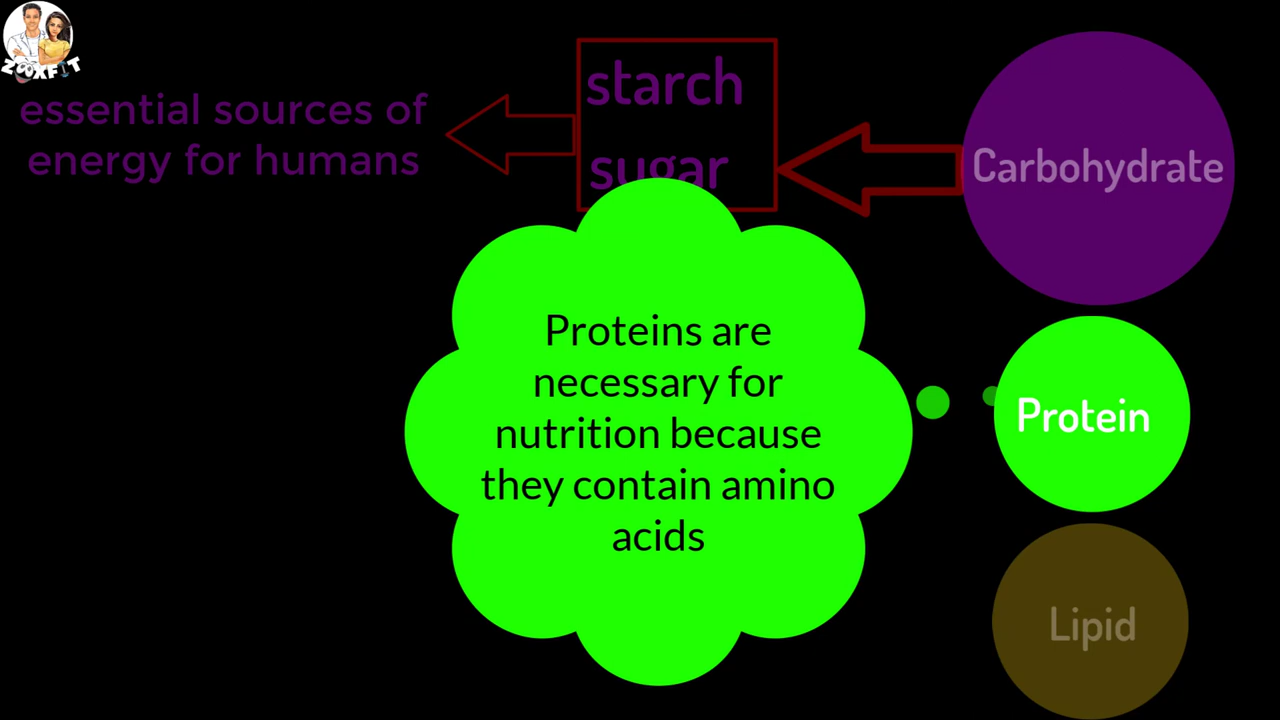 ZOOXFIT
essential sources of
energy for humans
starch
sugar
Carbohydrate
Proteins are
necessary for
nutrition because
they contain amino
acids
Protein
Lipid